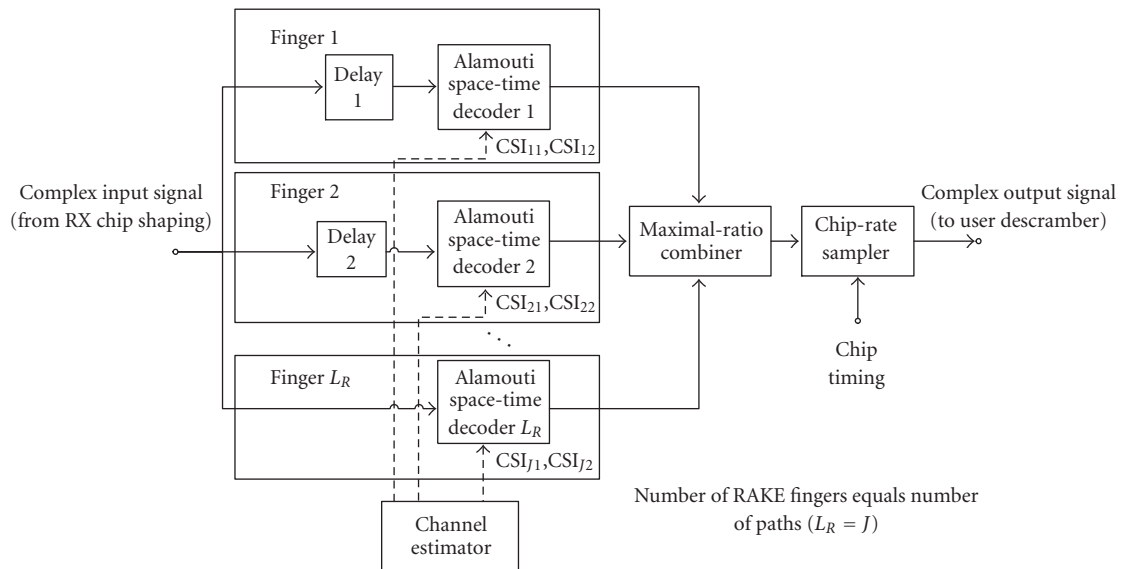 Finger 1
Delay
1
Alamouti
space-time
decoder 1
CSI11,CSI12
Complex input signal
(from RX chip shaping)
Finger 2
Delay
2
Alamouti
space-time
decoder 2
CSI21,CSI22
Maximal-ratio
combiner
Chip-rate
sampler
Complex output signal
(to user descramber)
Chip
timing
. . .
Finger LR
Alamouti
space-time
decoder LR
CSIJ1,CSIJ2
Channel
estimator
Number of RAKE fingers equals number
of paths (LR = J)